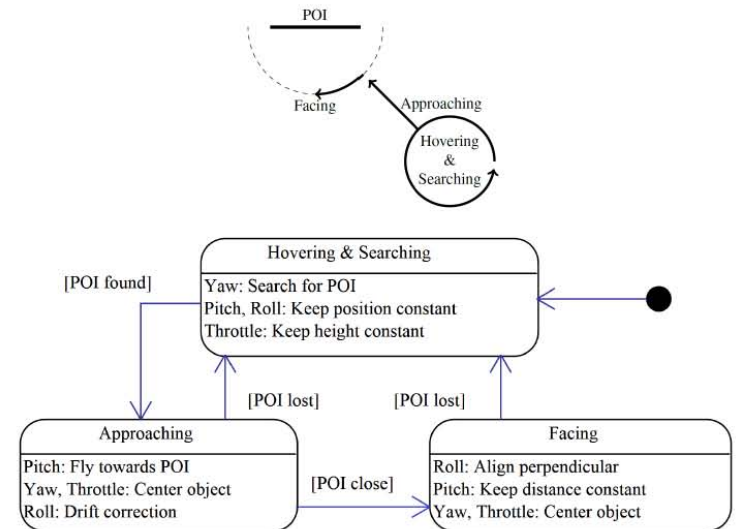 POI
Facing
Approaching
Hovering
&
Searching
Hovering & Searching
[POI found]
Yaw: Search for POI
Pitch, Roll: Keep position constant
Throttle: Keep height constant
[POI lost]
[POI lost]
Approaching
Pitch: Fly towards POI
Yaw, Throttle: Center object
Roll: Drift correction
[POI close]
Facing
Roll: Align perpendicular
Pitch: Keep distance constant
Yaw, Throttle: Center object